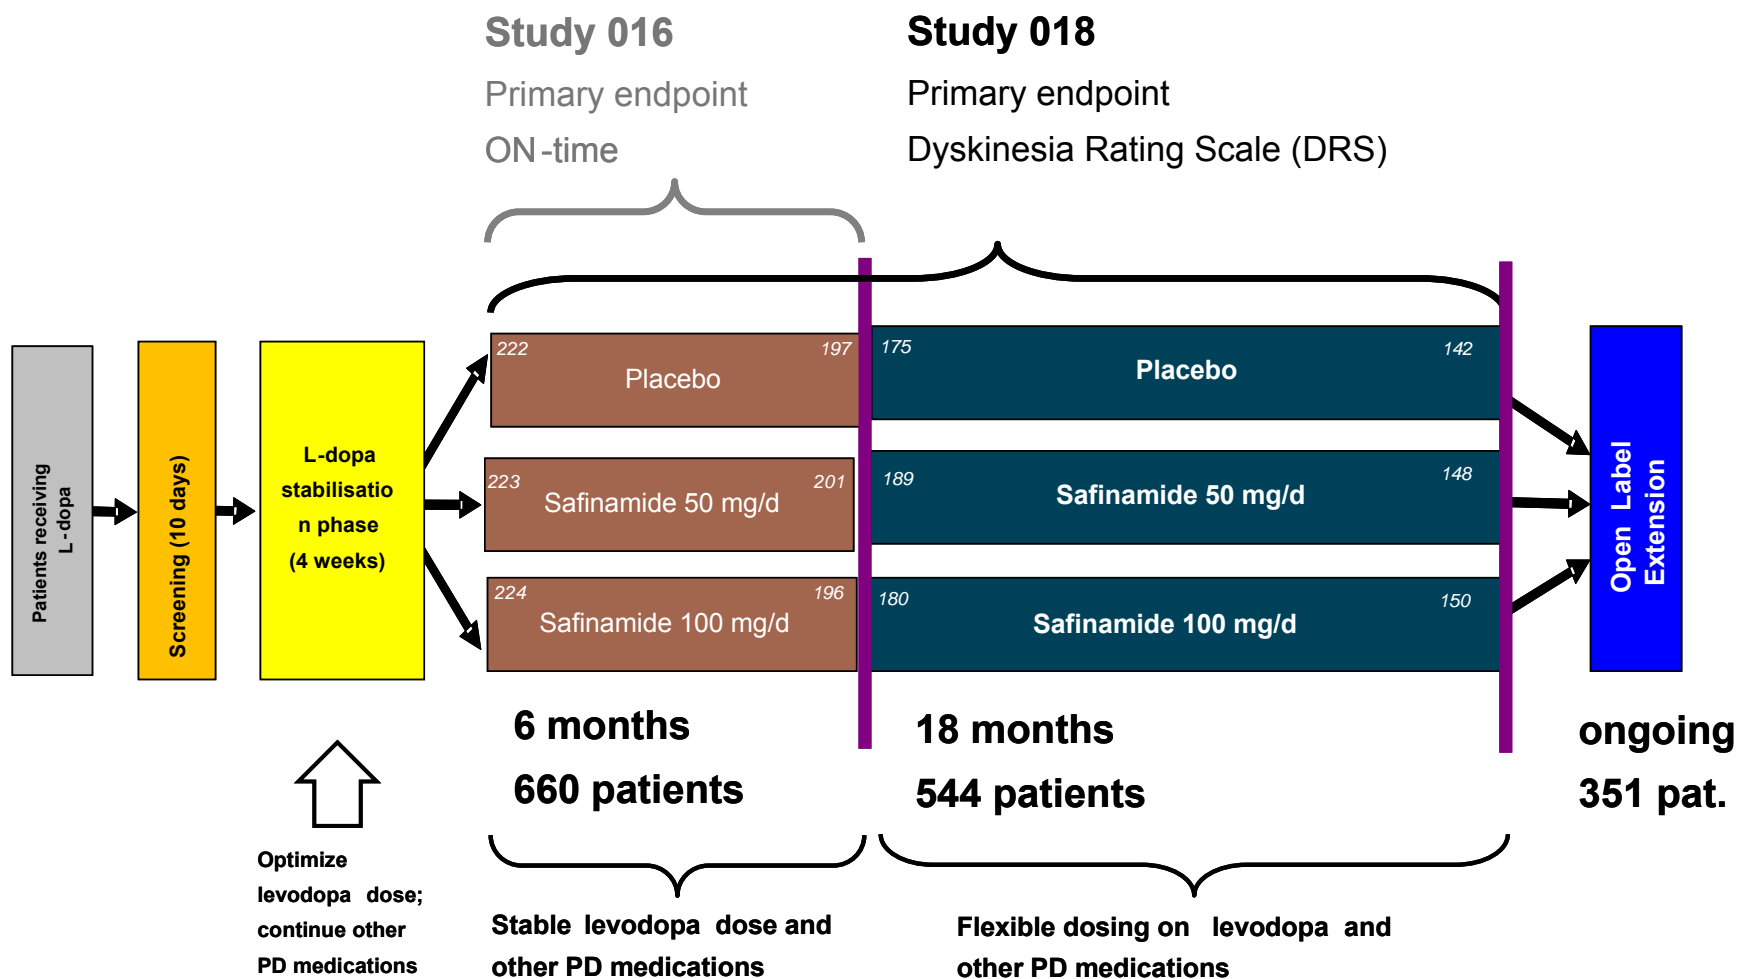 Study 016
Primary endpoint
ON-time
Study 018
Primary endpoint
Dyskinesia Rating Scale (DRS)
Patients receiving
L-dopa
Screening (10 days)
L-dopa
stabilisatio
n phase
(4 weeks)
222
197
Placebo
175
142
Placebo
223
201
Safinamide 50 mg/d
189
148
Safinamide 50 mg/d
224
196
Safinamide 100 mg/d
180
150
Safinamide 100 mg/d
Open Label
Extension
6 months
660 patients
18 months
544 patients
ongoing
351 pat.
Optimize
levodopa dose;
continue other
PD medications
Stable levodopa dose and
other PD medications
Flexible dosing on levodopa and
other PD medications